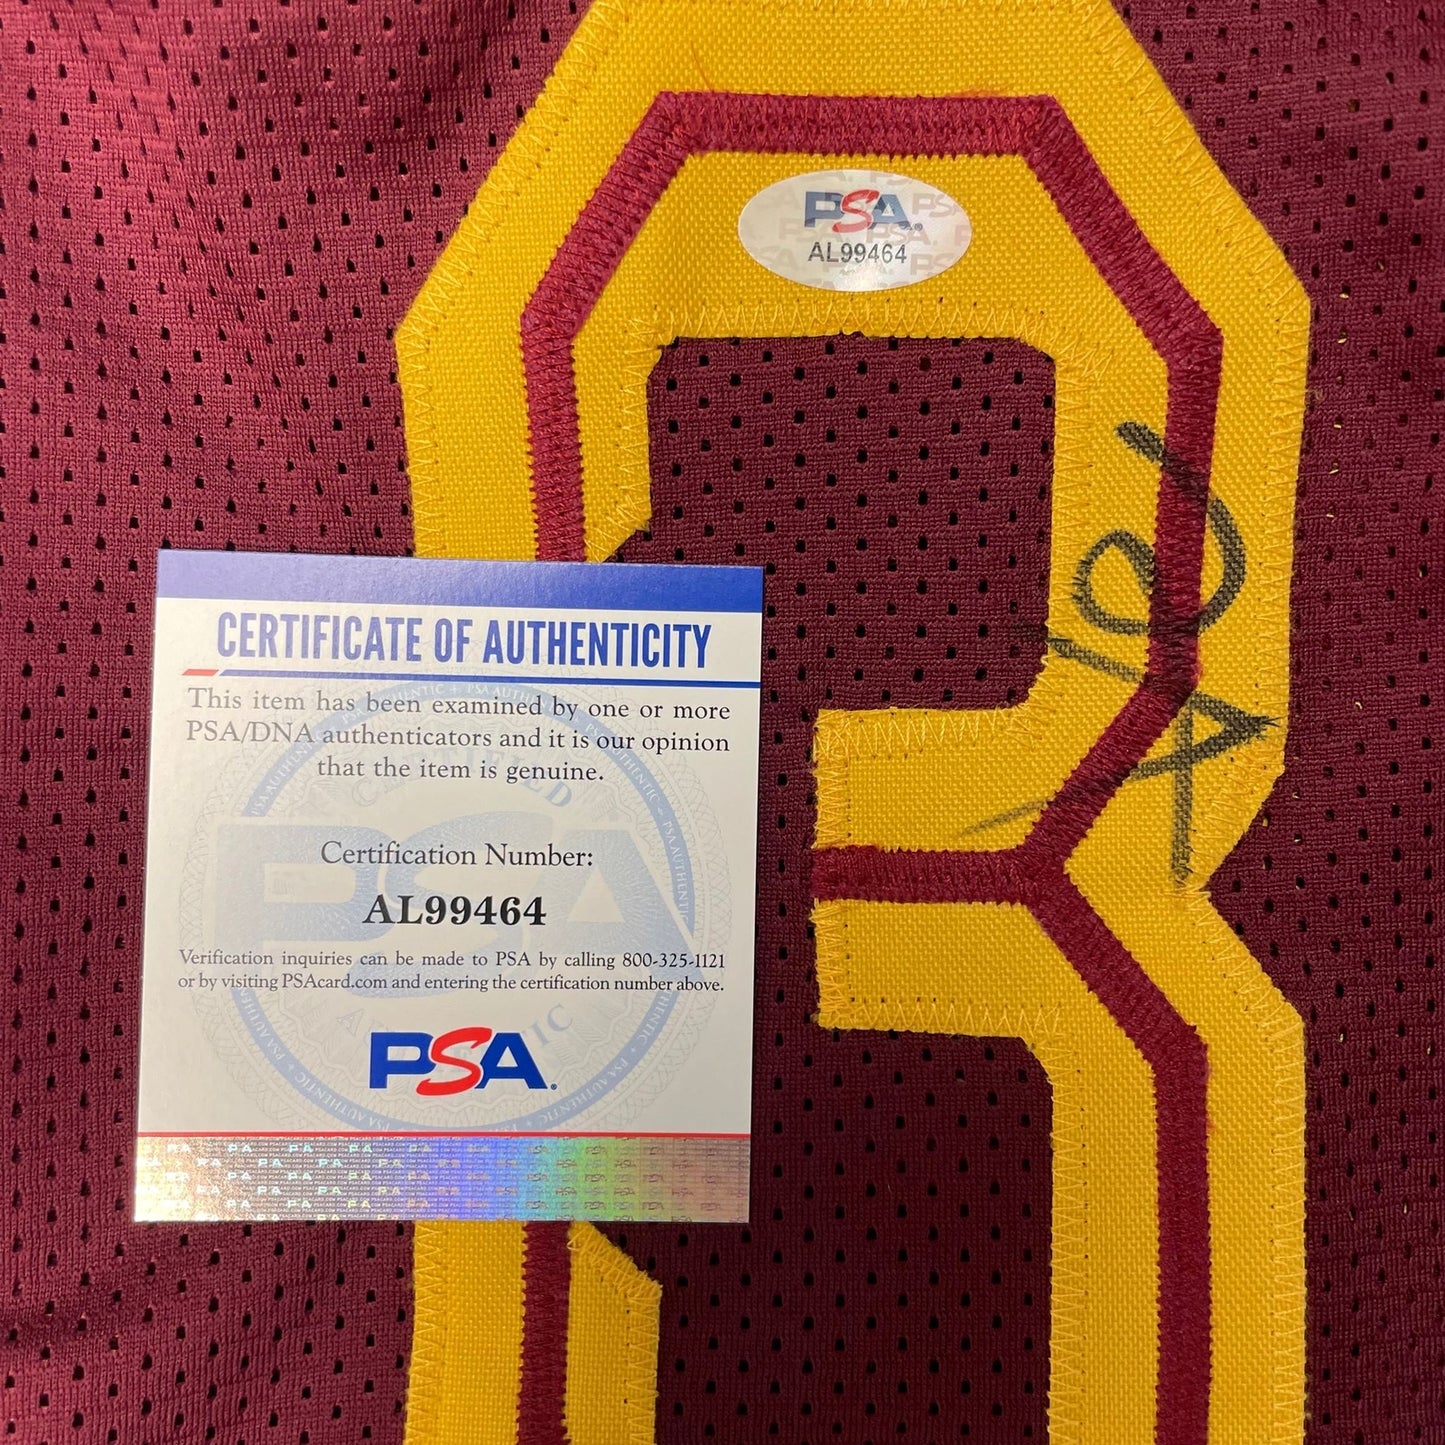 PSA
AL99464
3
CERTIFICATE OF AUTHENTICITY
This item has been examined by one or more
PSA/DNA authenticators and it is our opinion
that the item is genuine.
Certification Number:
AL99464
Verification inquiries can be made to PSA by calling 800-325-1121
or by visiting PSAcard.com and entering the certification number above.
PSA